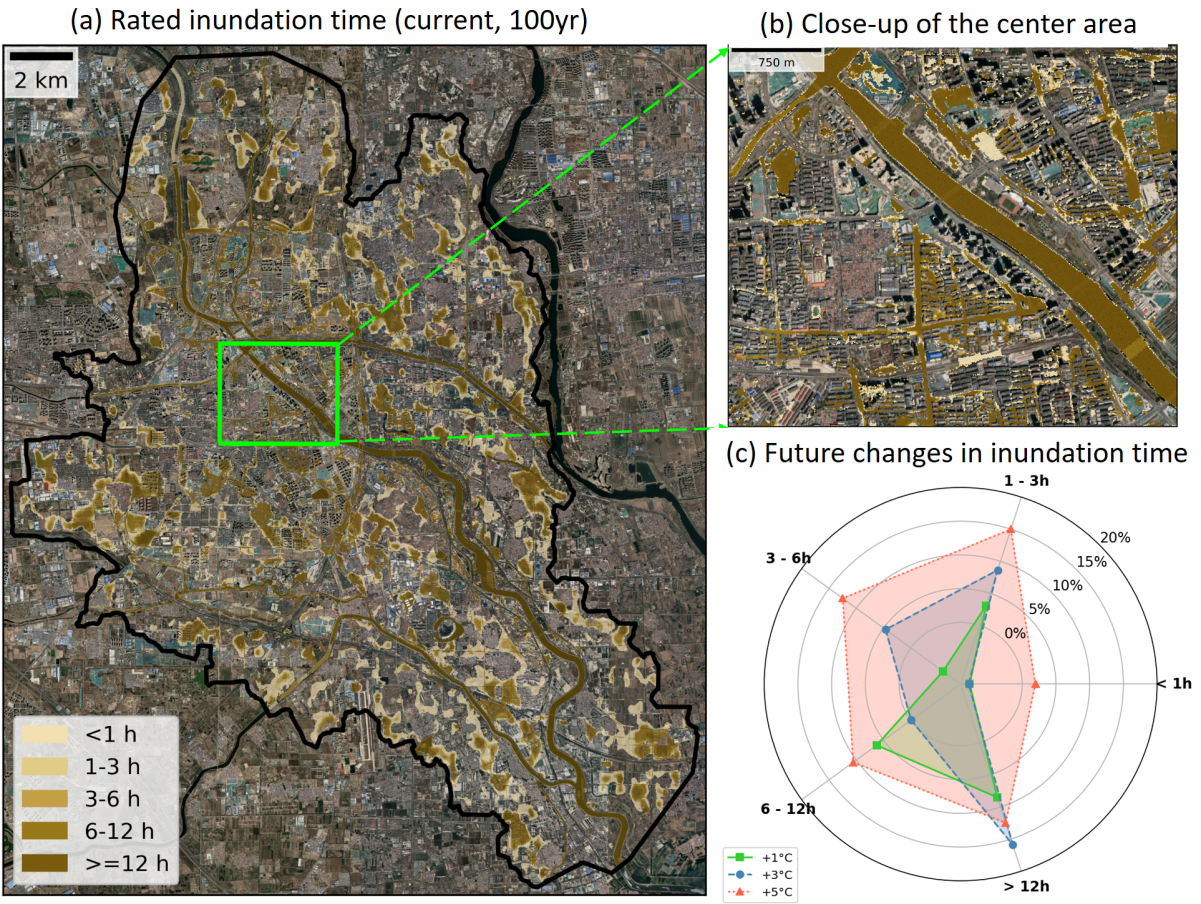 (a) Rated inundation time (current, 100yr)
2 km
<1 h
1-3 h
3-6 h
6-12 h
>=12 h
(b) Close-up of the center area
750 m
(c) Future changes in inundation time
1 - 3h
3 - 6h
20%
15%
10%
5%
0%
< 1h
6 - 12h
> 12h
+1°C
+3°C
+5°C